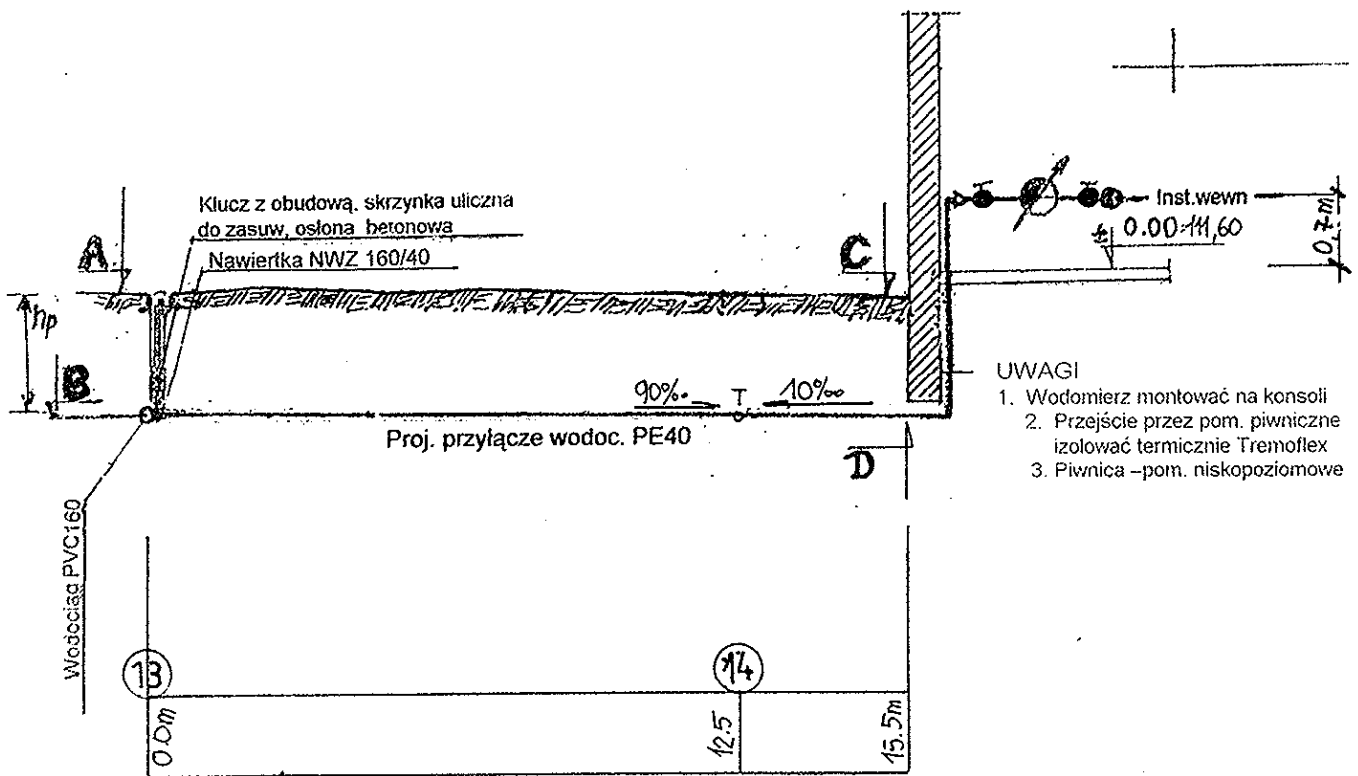 Klucz z obudową. skrzynka uliczna
do zasuw, osłona betonowa
Nawiertka NWZ 160/40
A
C
Inst.wewn
0.00=111,60
0.7m
hp
B
90‰
T
10‰
Proj. przyłącze wodoc. PE40
D
UWAGI
1. Wodomierz montować na konsoli
2. Przejście przez pom. piwniczne
izolować termicznie Tremoflex
3. Piwnica –pom. niskopoziomowe
Wodociąg PVC160
13
14
0.0m
12.5
15.5m